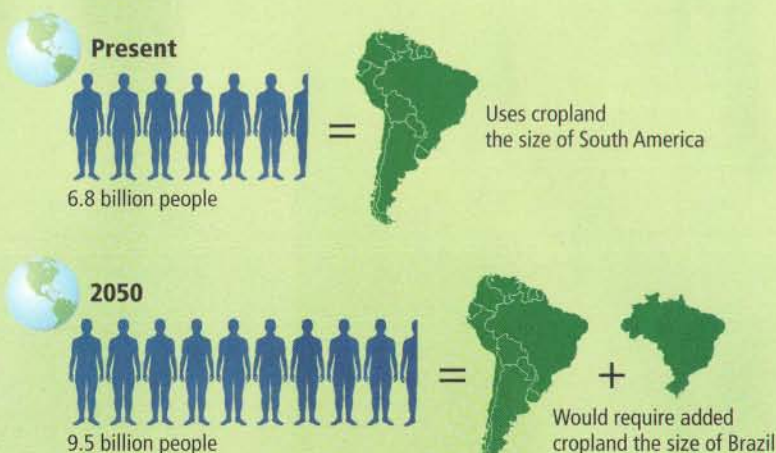 Present
Uses cropland
the size of South America
6.8 billion people
2050
Would require added
cropland the size of Brazil
9.5 billion people